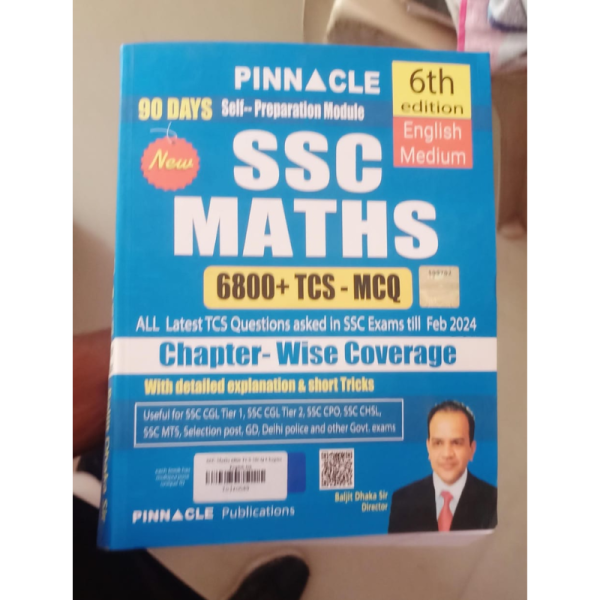 PINNACLE
6th
edition
90 DAYS Self-- Preparation Module
English
Medium
New
SSC
MATHS
6800+ TCS - MCQ
ALL Latest TCS Questions asked in SSC Exams till Feb 2024
Chapter- Wise Coverage
With detailed explanation & short Tricks
Useful for SSC CGL Tier 1, SSC CGL Tier 2, SSC CPO, SSC CHSL,
SSC MTS, Selection post, GD, Delhi police and other Govt. exams
Baljit Dhaka Sir
Director
PINNACLE Publications